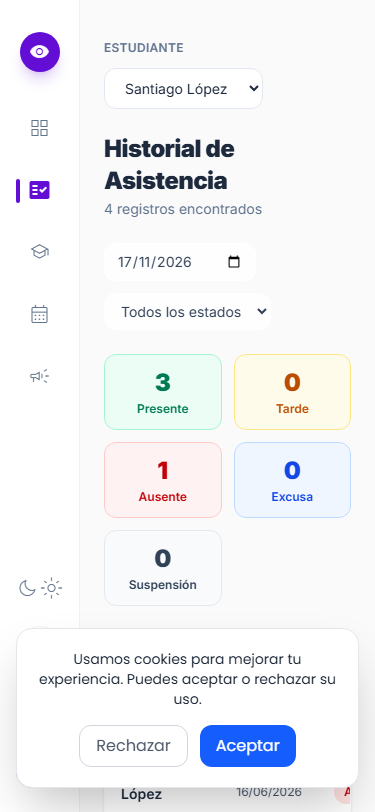 ESTUDIANTE
Santiago López
Historial de
Asistencia
4 registros encontrados
17/11/2026
Todos los estados
3
Presente
0
Tarde
1
Ausente
0
Excusa
0
Suspensión
Usamos cookies para mejorar tu
experiencia. Puedes aceptar o rechazar su
uso.
Rechazar
Aceptar
López
16/06/2026